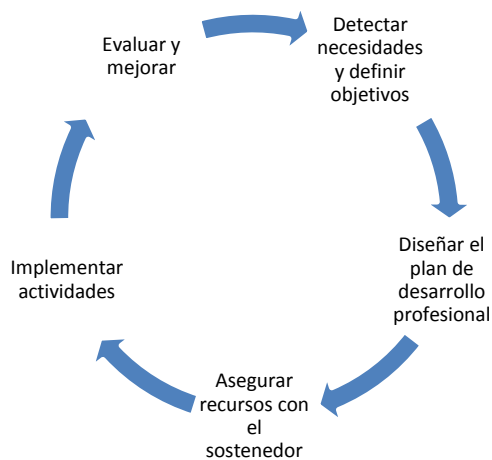 Detectar
necesidades
y definir
objetivos
Diseñar el
plan de
desarrollo
profesional
Asegurar
recursos con
el
sostenedor
Implementar
actividades
Evaluar y
mejorar